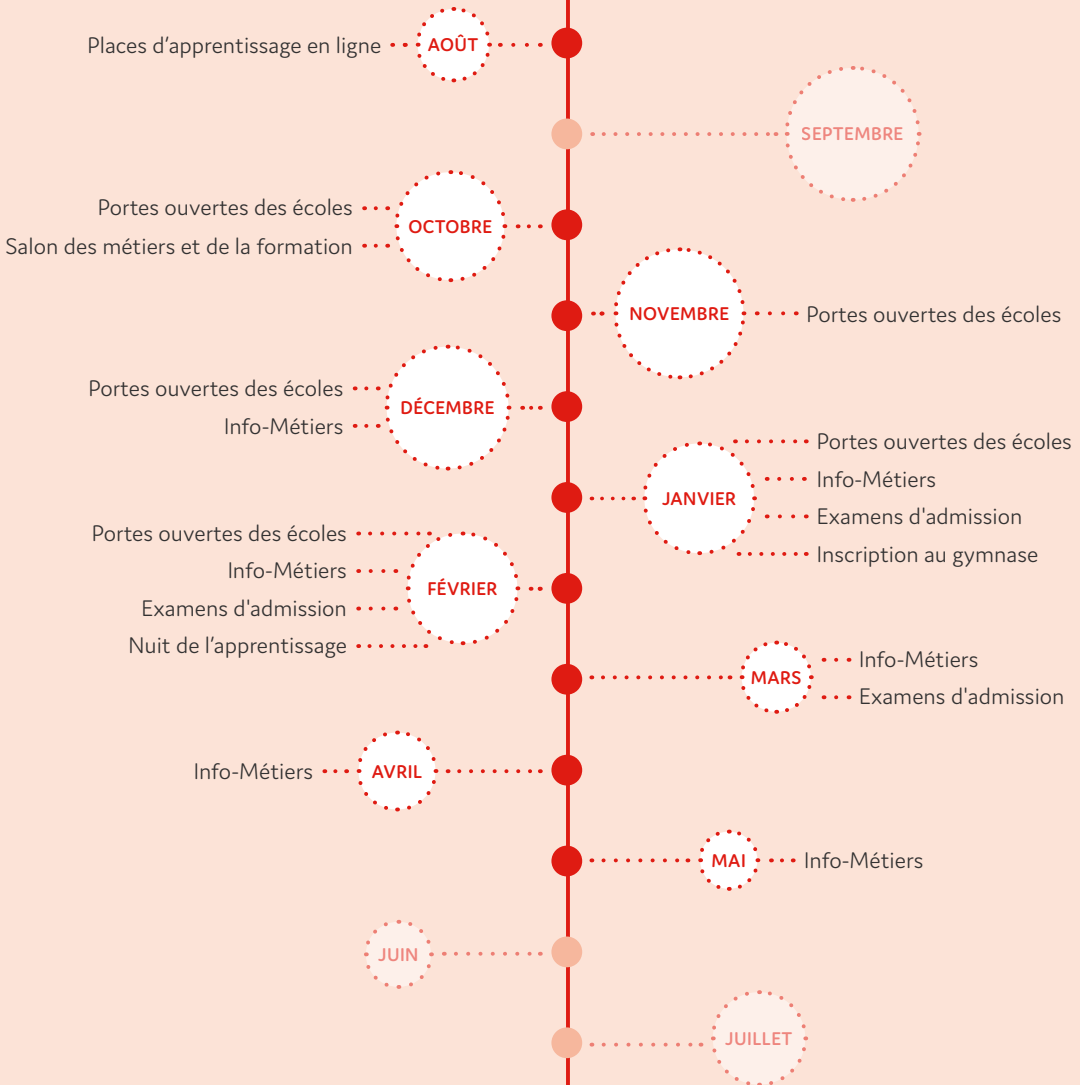 Places d’apprentissage en ligne
AOÛT
SEPTEMBRE
Portes ouvertes des écoles
Salon des métiers et de la formation
OCTOBRE
NOVEMBRE
Portes ouvertes des écoles
Portes ouvertes des écoles
Info-Métiers
DÉCEMBRE
JANVIER
Portes ouvertes des écoles
Info-Métiers
Examens d'admission
Inscription au gymnase
Portes ouvertes des écoles
Info-Métiers
Examens d'admission
Nuit de l’apprentissage
FÉVRIER
MARS
Info-Métiers
Examens d'admission
Info-Métiers
AVRIL
MAI
Info-Métiers
JUIN
JUILLET